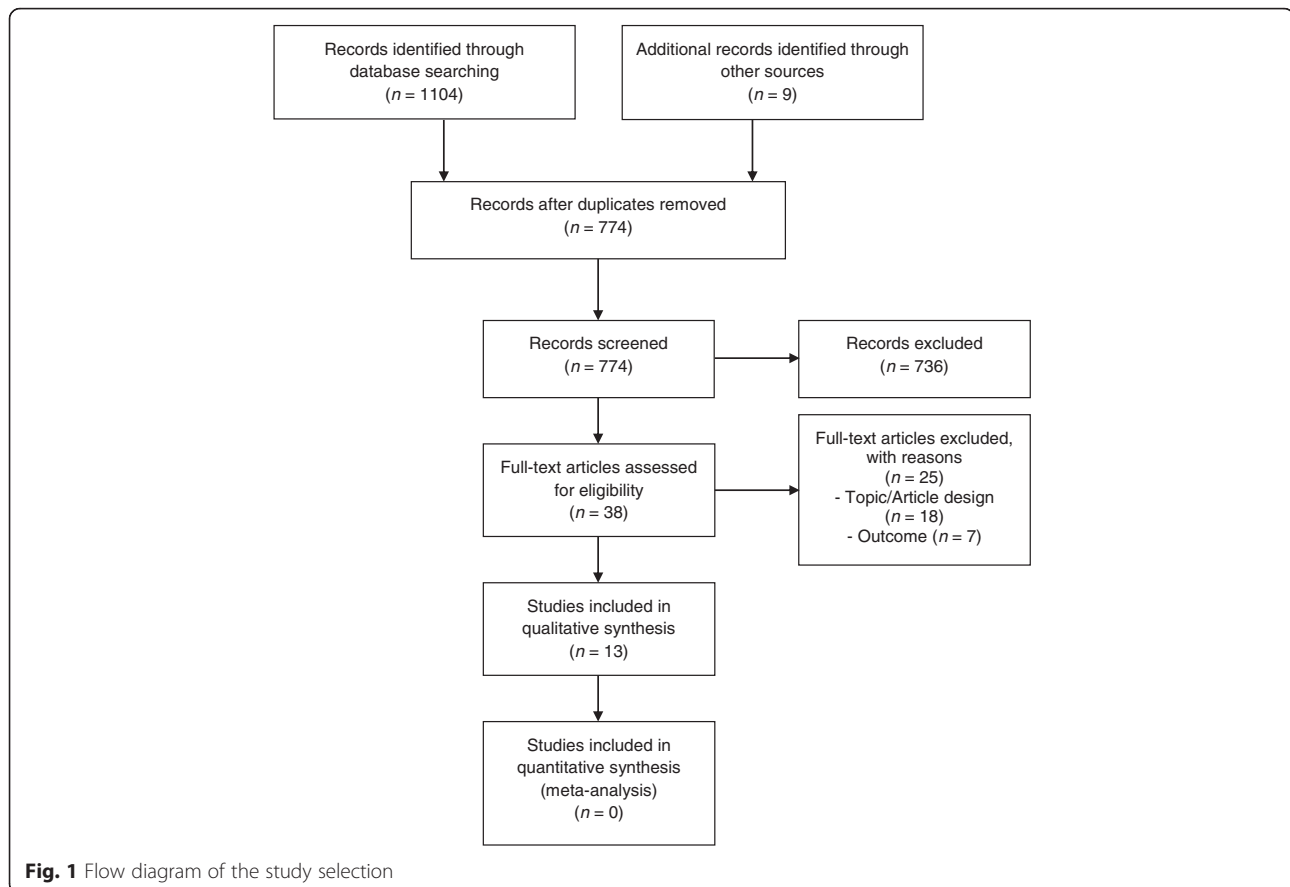 Records identified through
database searching
(n = 1104)
Additional records identified through
other sources
(n = 9)
Records after duplicates removed
(n = 774)
Records screened
(n = 774)
Records excluded
(n = 736)
Full-text articles assessed
for eligibility
(n = 38)
Full-text articles excluded,
with reasons
(n = 25)
- Topic/Article design
(n = 18)
- Outcome (n = 7)
Studies included in
qualitative synthesis
(n = 13)
Studies included in
quantitative synthesis
(meta-analysis)
(n = 0)
Fig. 1 Flow diagram of the study selection